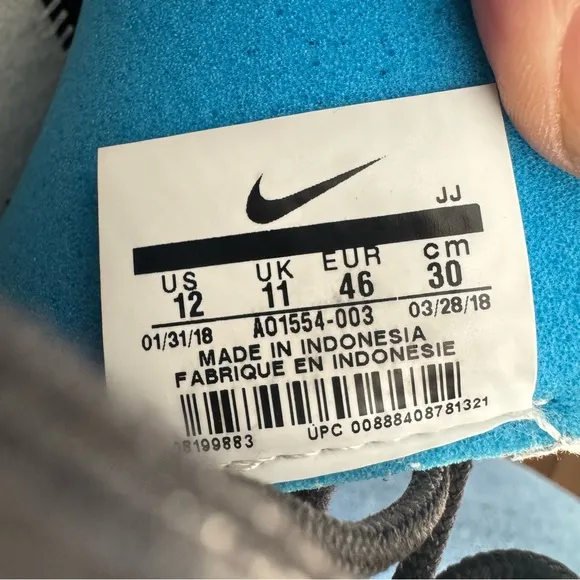 JJ
US UK EUR cm
12 11 46 30
01/31/18 AO1554-003 03/28/18
MADE IN INDONESIA
FABRIQUE EN INDONESIE
UPC 00888408781321